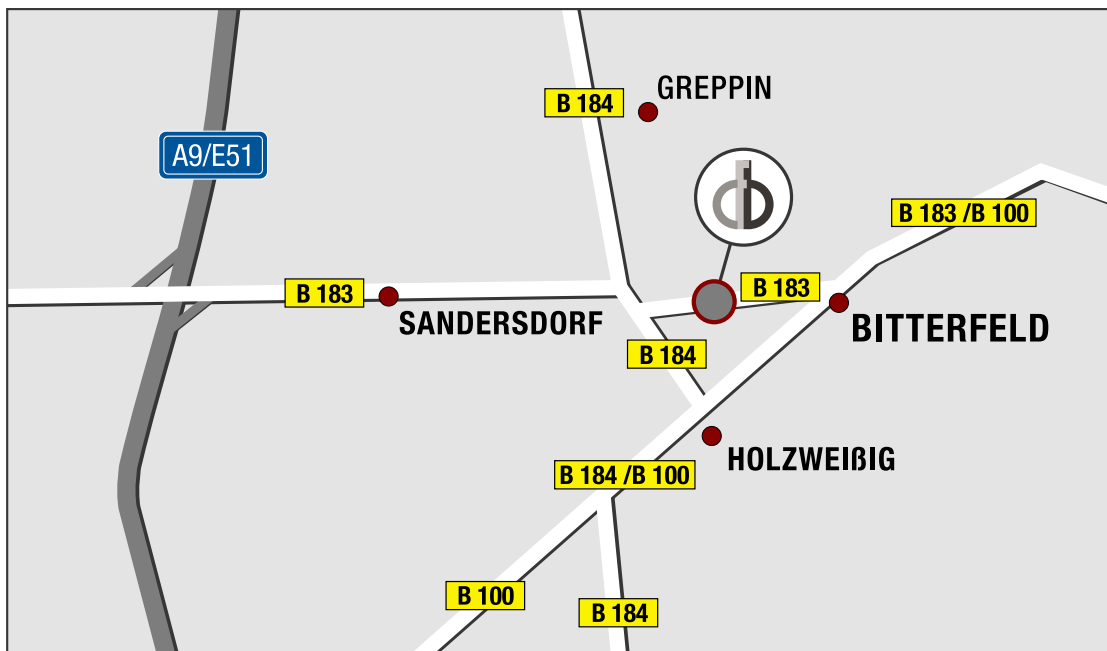 GREPPIN
B 184
A9/E51
B 183 /B 100
B 183
B 183
SANDERSDORF
BITTERFELD
B 184
HOLZWEIßIG
B 184 /B 100
B 100
B 184